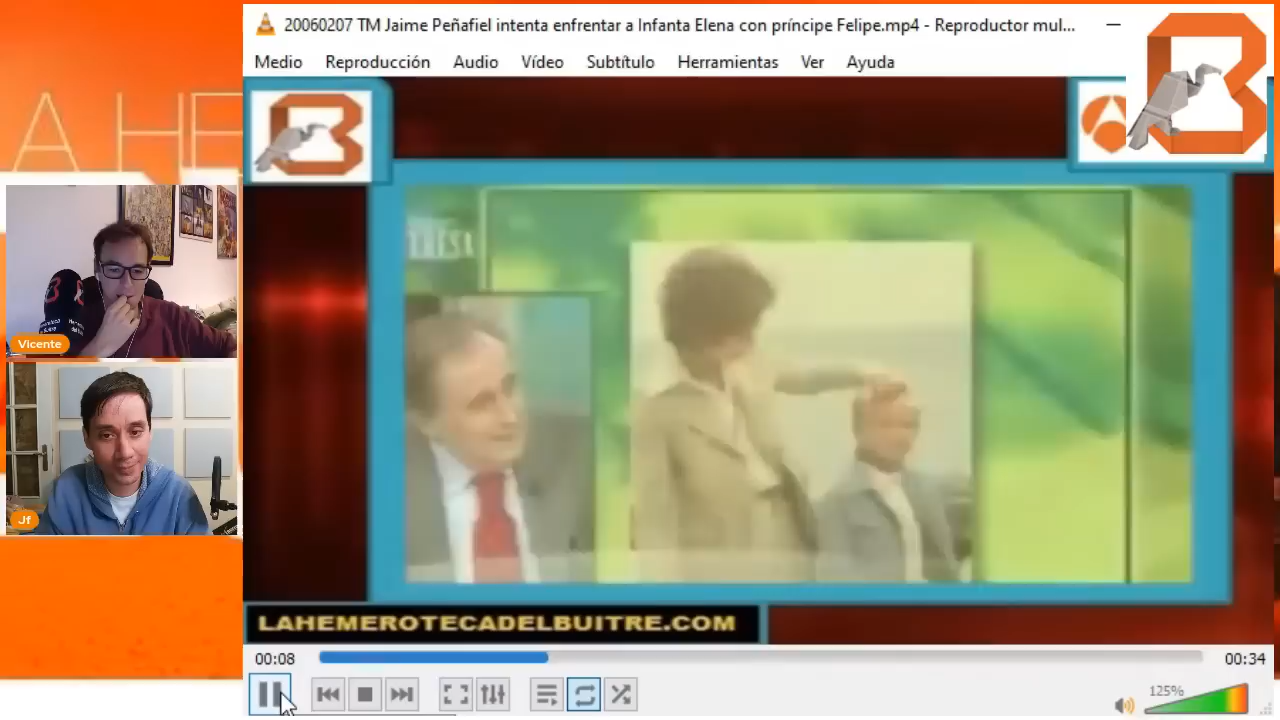 20060207 TM Jaime Peñafiel intenta enfrentar a Infanta Elena con príncipe Felipe.mp4 - Reproductor mul...
Medio Reproducción Audio Vídeo Subtítulo Herramientas Ver Ayuda
A HE
B
B
Vicente
Jf
LAHEMEROTECADELBUITRE.COM
00:08
00:34
125%